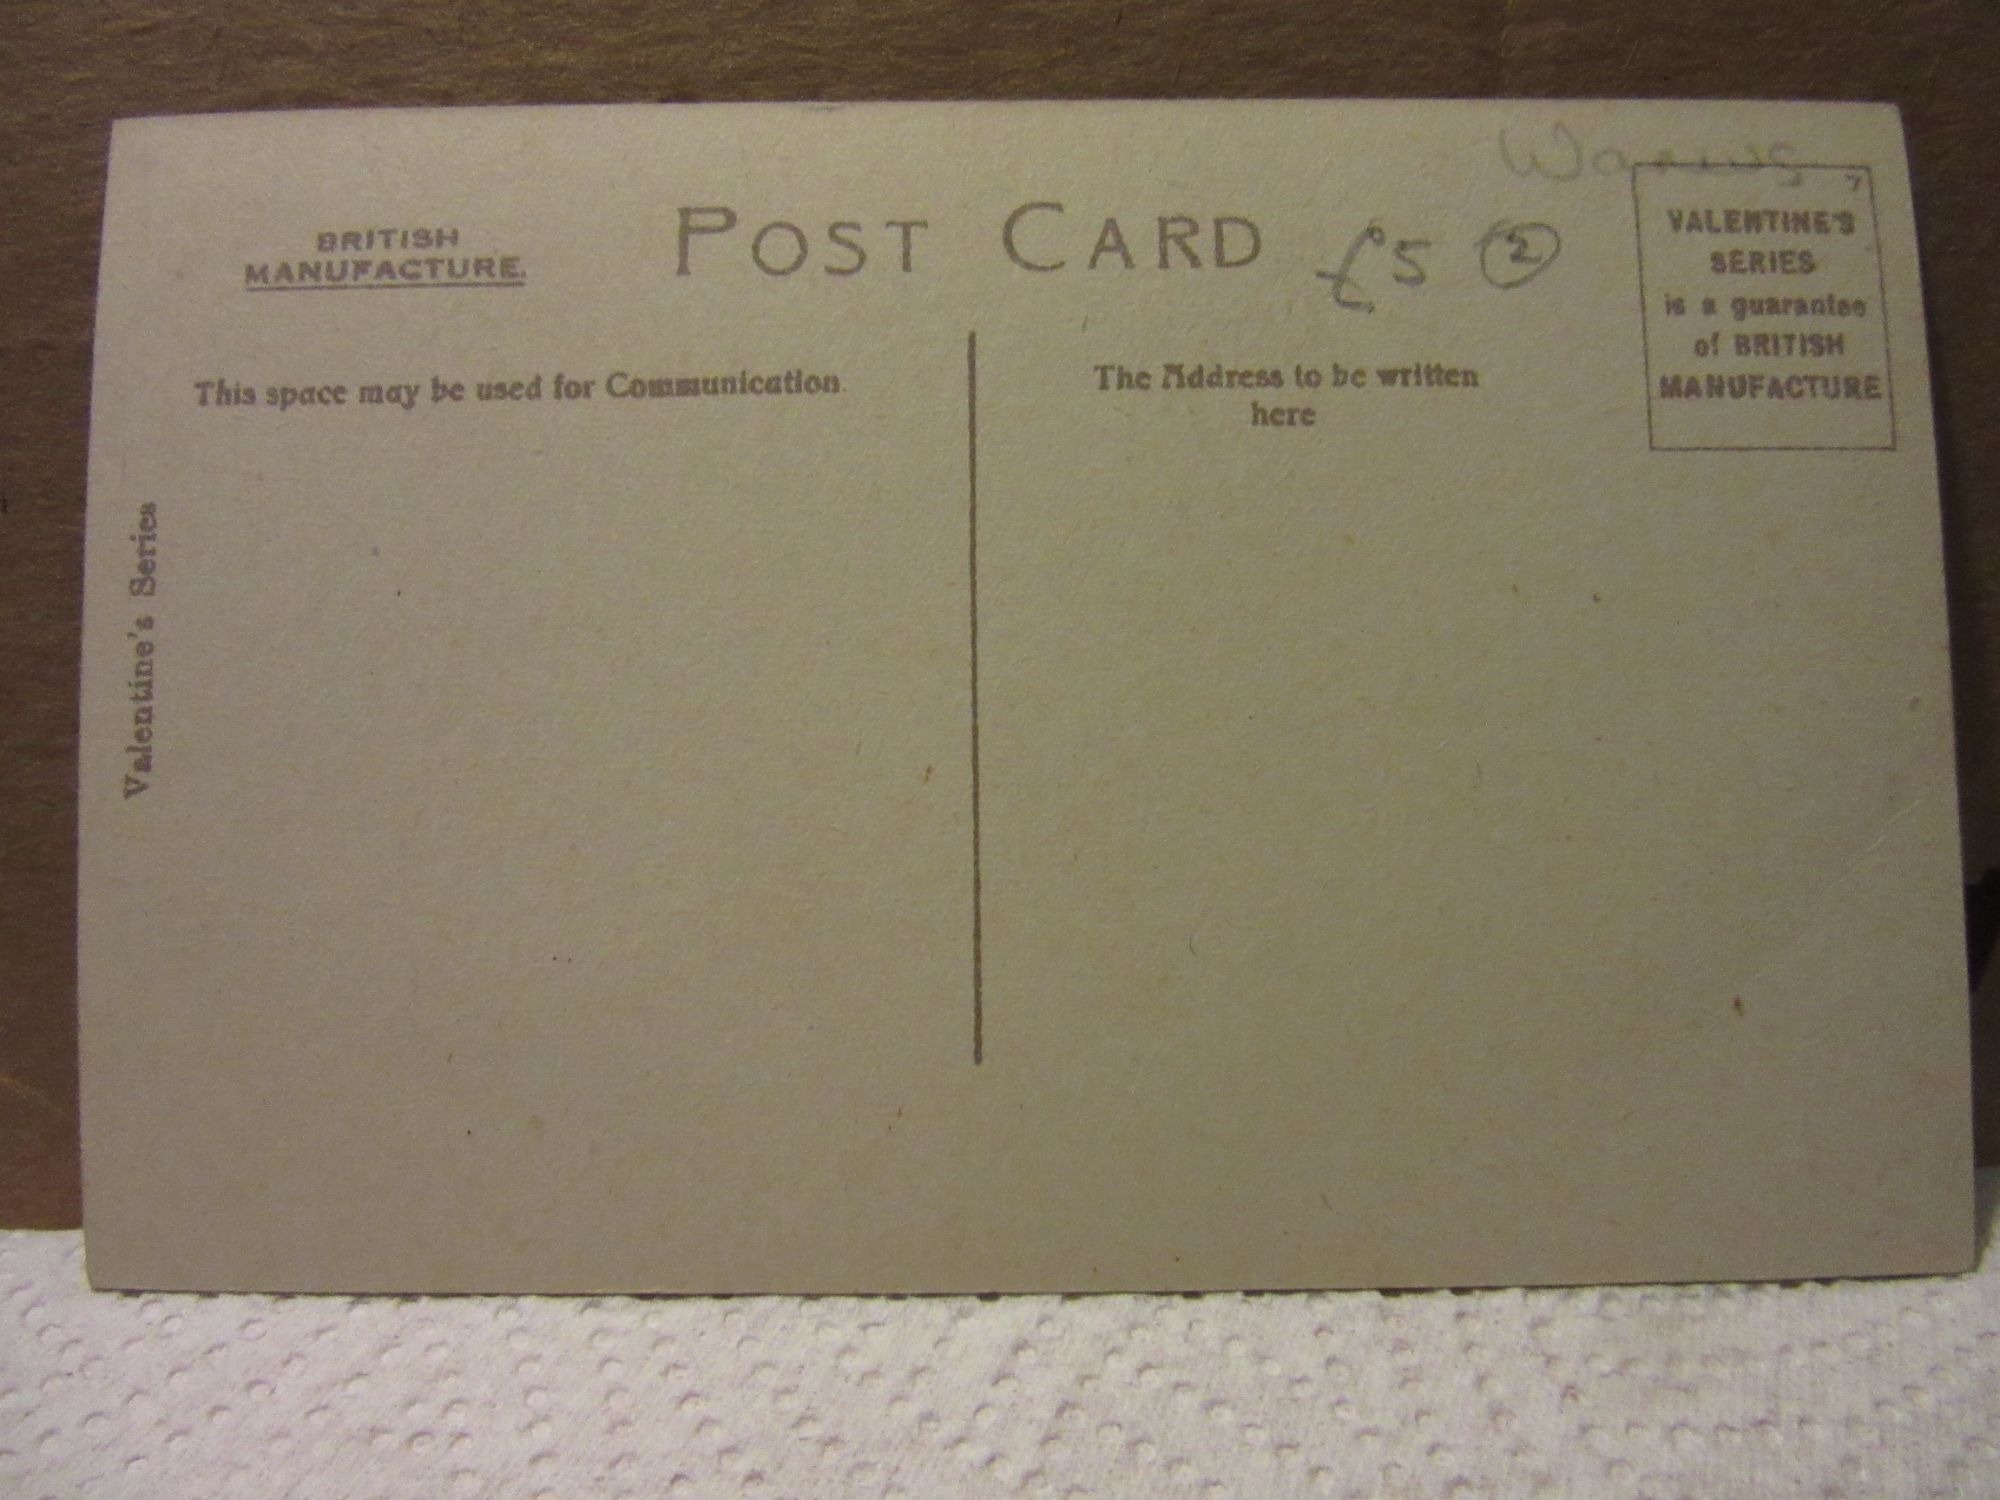 BRITISH
MANUFACTURE.
POST CARD
£5 ②
VALENTINE'S
SERIES
is a guarantee
of BRITISH
MANUFACTURE
This space may be used for Communication
The Address to be written
here
Valentine's Series